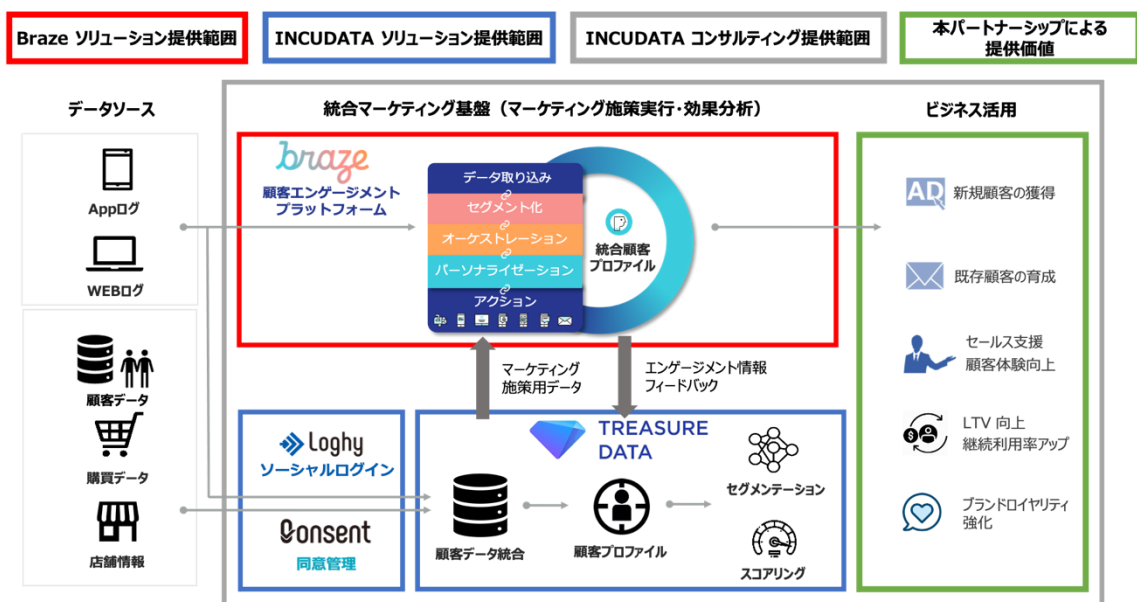 Braze ソリューション提供範囲
INCUDATA ソリューション提供範囲
INCUDATA コンサルティング提供範囲
本パートナーシップによる
提供価値
データソース
統合マーケティング基盤（マーケティング施策実行・効果分析）
ビジネス活用
Appログ
WEBログ
顧客データ
購買データ
店舗情報
braze
顧客エンゲージメント
プラットフォーム
データ取り込み
セグメント化
オーケストレーション
パーソナライゼーション
アクション
統合顧客
プロファイル
マーケティング
施策用データ
エンゲージメント情報
フィードバック
Loghy
ソーシャルログイン
Qonsent
同意管理
TREASURE
DATA
顧客データ統合
顧客プロファイル
セグメンテーション
スコアリング
AD
新規顧客の獲得
既存顧客の育成
セールス支援
顧客体験向上
LTV 向上
継続利用率アップ
ブランドロイヤリティ
強化